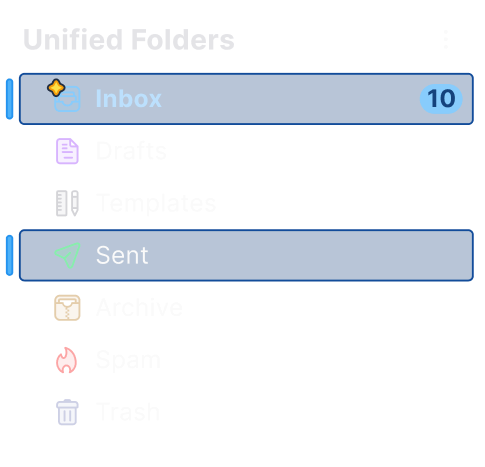 Unified Folders
Inbox 10
Drafts
Templates
Sent
Archive
Spam
Trash